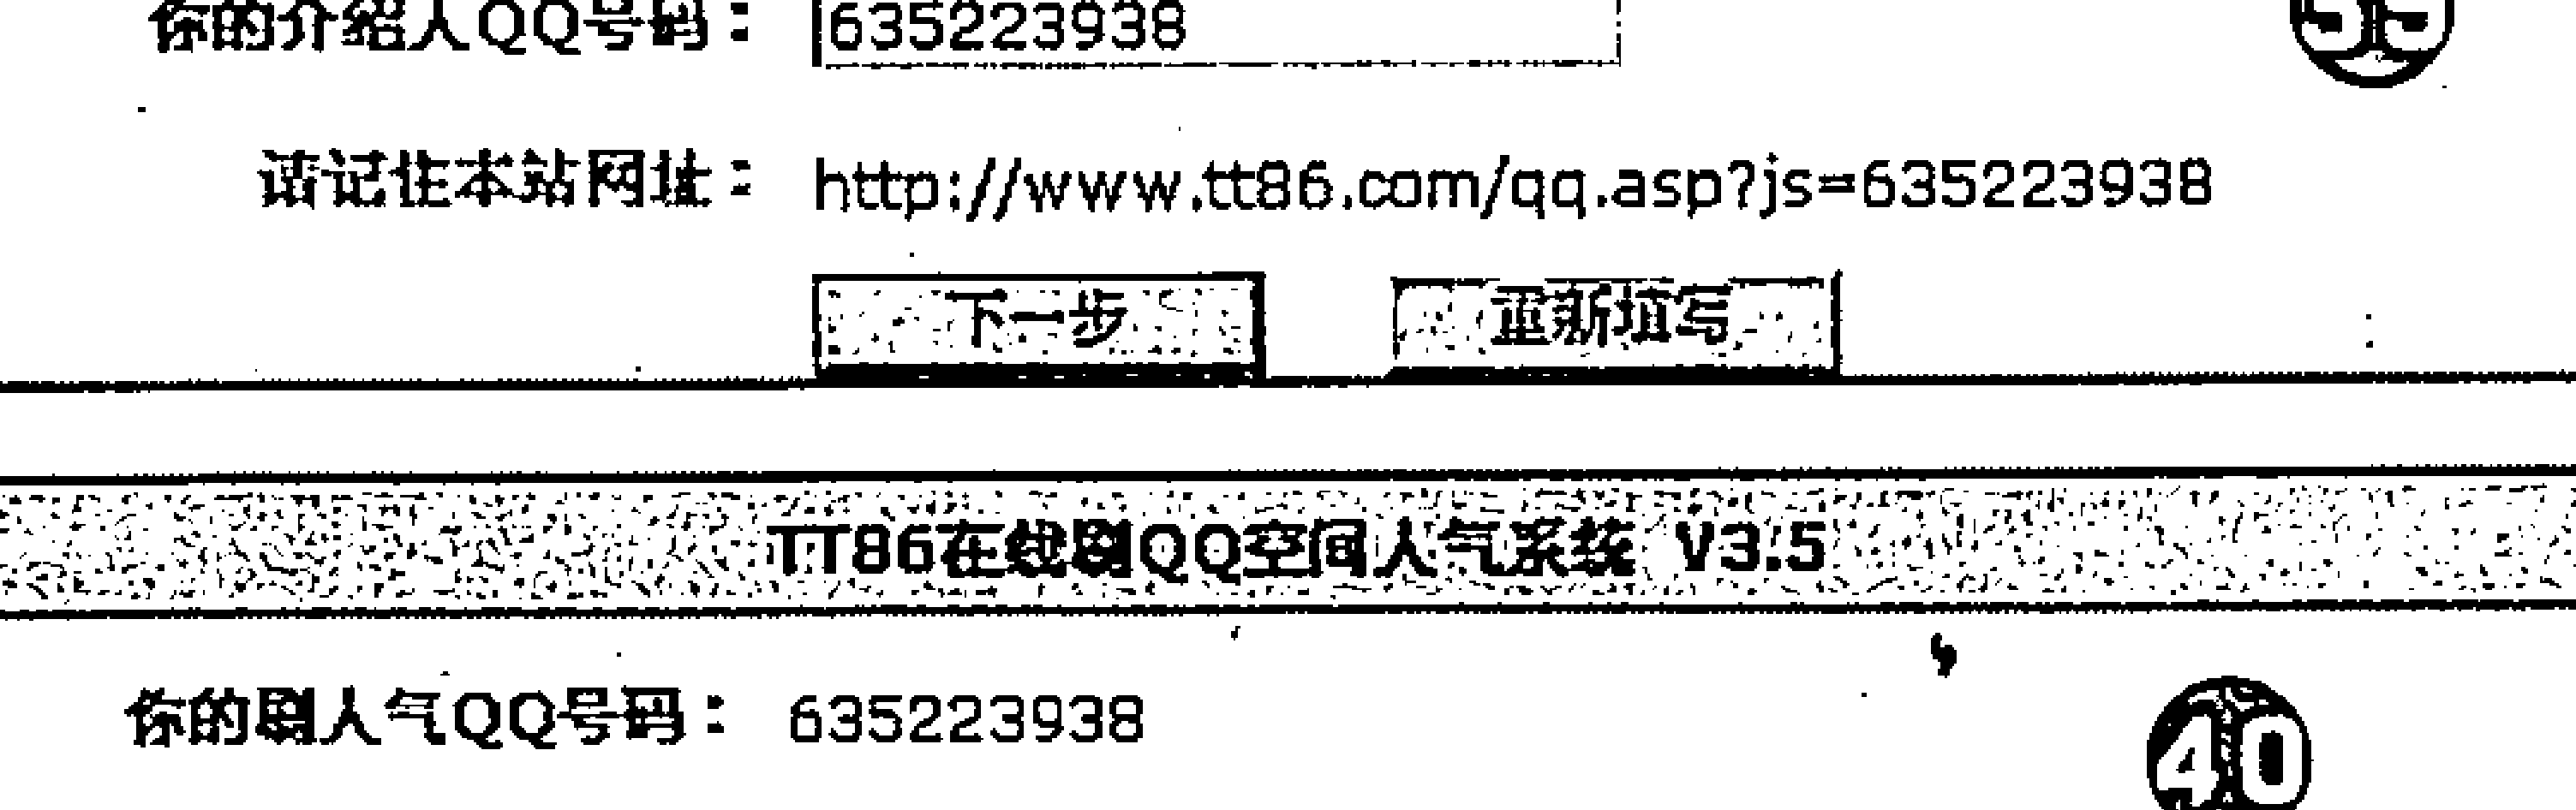 你的介绍人QQ号码： 635223938
请记住本站网址： http://www.tt86.com/qq.asp?js=635223938
下一步 重新填写
TT86在线刷QQ空间人气系统 V3.5
你的刷人气QQ号码： 635223938
40